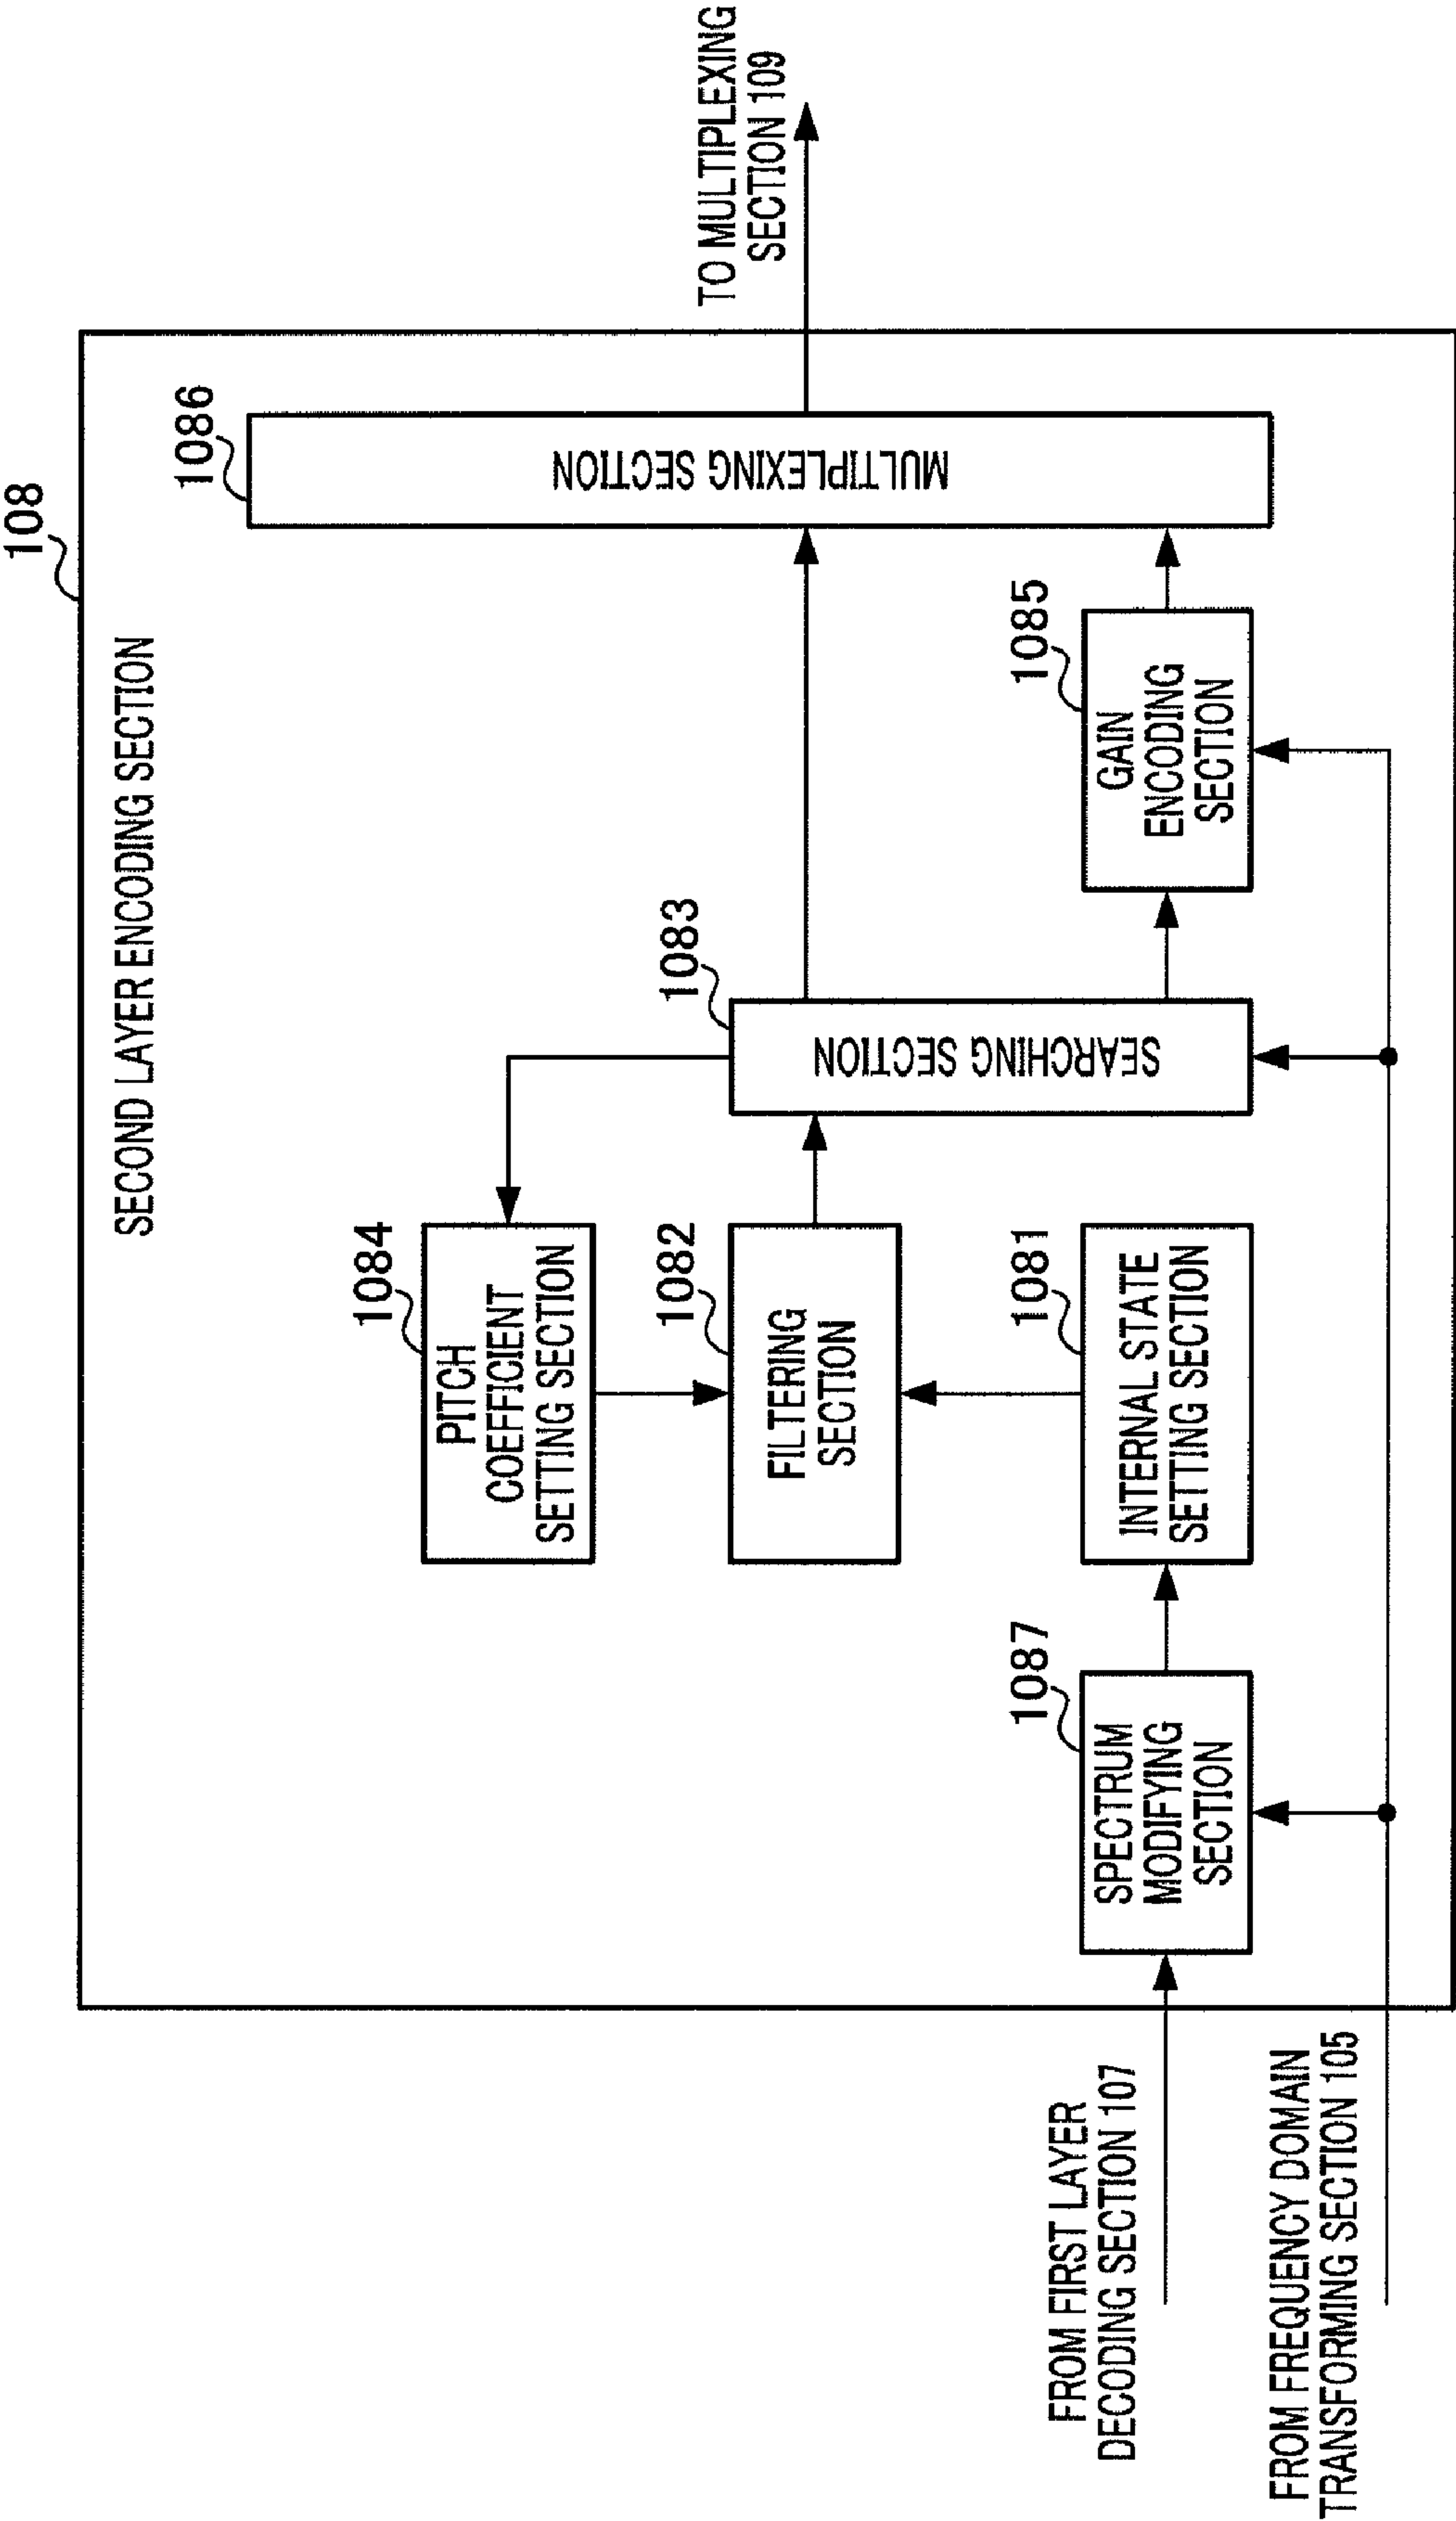 108
SECOND LAYER ENCODING SECTION
1086
MULTIPLEXING SECTION
TO MULTIPLEXING
SECTION 109
1084
PITCH
COEFFICIENT
SETTING SECTION
1083
SEARCHING SECTION
1082
FILTERING
SECTION
1085
GAIN
ENCODING
SECTION
1081
INTERNAL STATE
SETTING SECTION
1087
SPECTRUM
MODIFYING
SECTION
FROM FIRST LAYER
DECODING SECTION 107
FROM FREQUENCY DOMAIN
TRANSFORMING SECTION 105